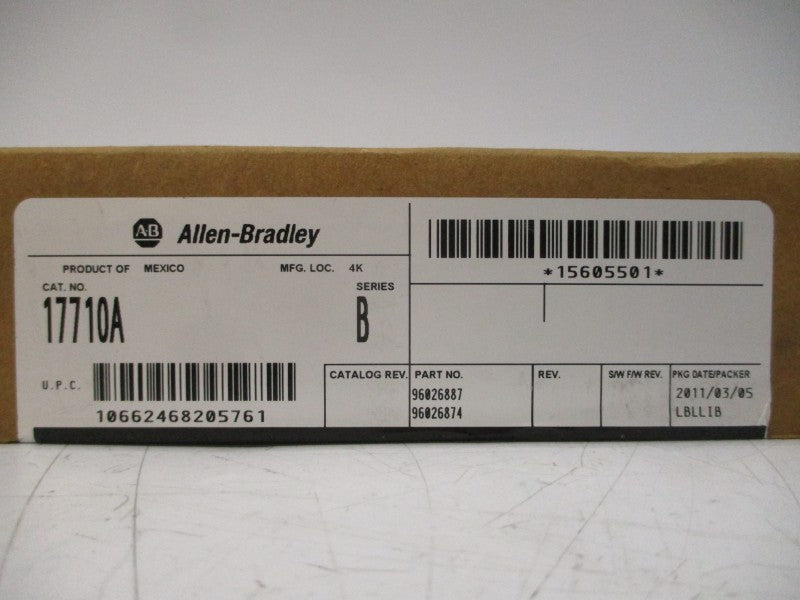 AB Allen-Bradley
*15605501*
PRODUCT OF MEXICO MFG. LOC. 4K
CAT. NO. SERIES
17710A B
U.P.C.
10662468205761
CATALOG REV. PART NO. REV. S/W F/W REV. PKG DATE/PACKER
96026887 2011/03/05
96026874 LBLLIB